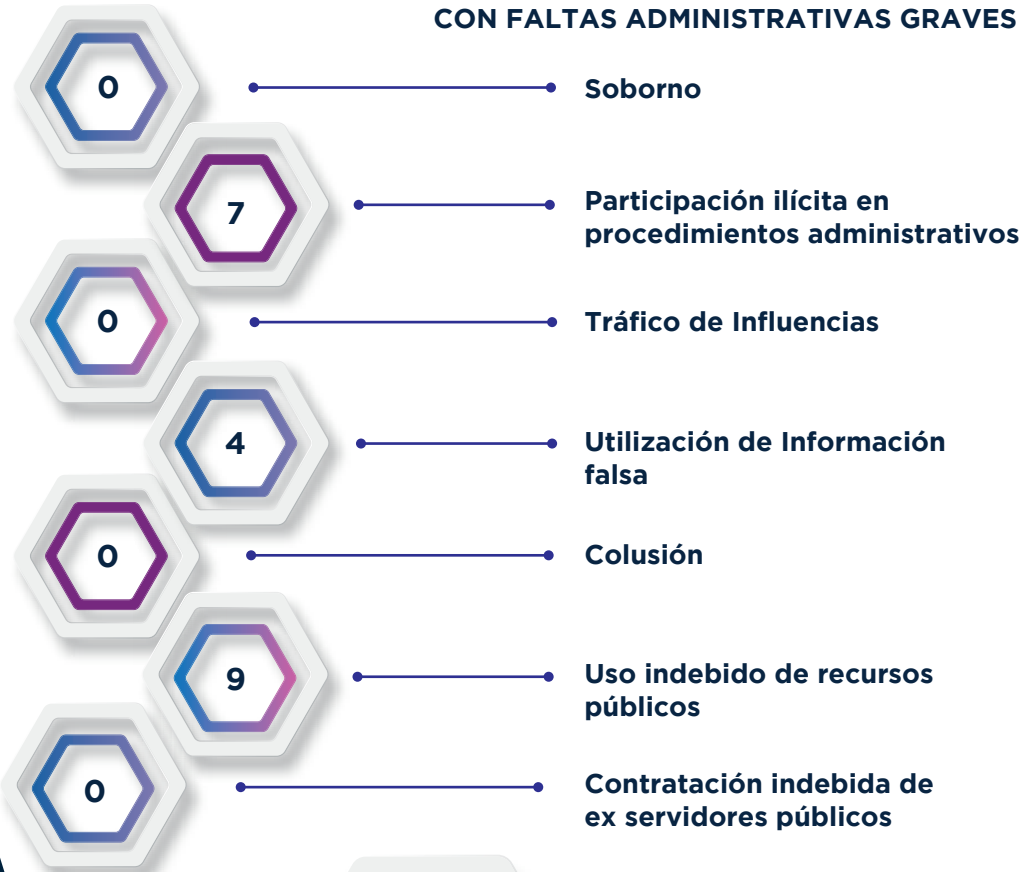 CON FALTAS ADMINISTRATIVAS GRAVES
0
Soborno
7
Participación ilícita en
procedimientos administrativos
0
Tráfico de Influencias
4
Utilización de Información
falsa
0
Colusión
9
Uso indebido de recursos
públicos
0
Contratación indebida de
ex servidores públicos